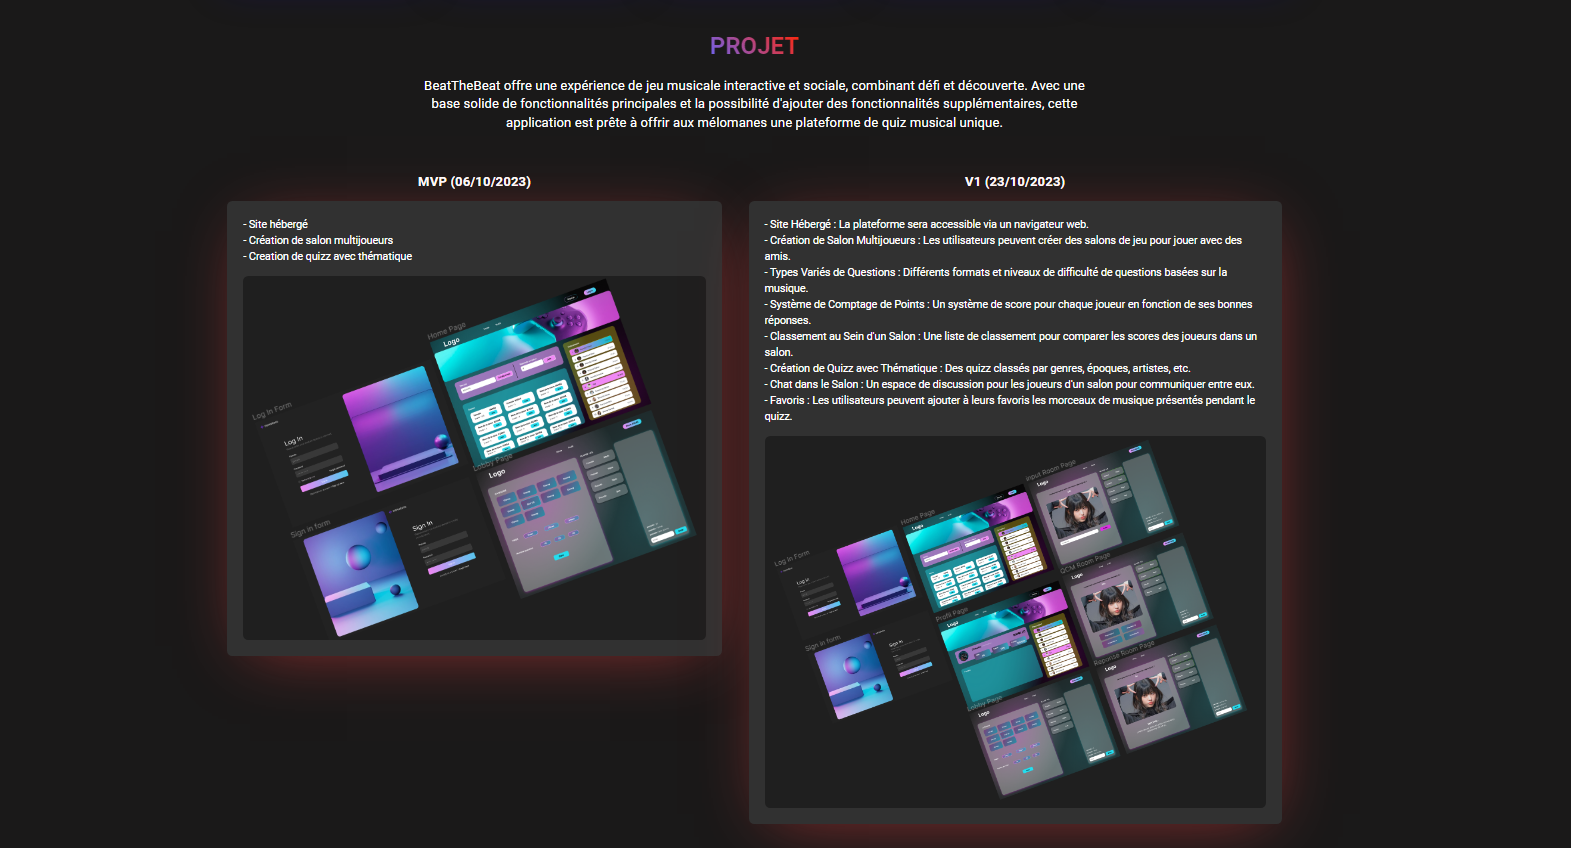 PROJET
BeatTheBeat offre une expérience de jeu musicale interactive et sociale, combinant défi et découverte. Avec une
base solide de fonctionnalités principales et la possibilité d'ajouter des fonctionnalités supplémentaires, cette
application est prête à offrir aux mélomanes une plateforme de quiz musical unique.
MVP (06/10/2023)
- Site hébergé
- Création de salon multijoueurs
- Creation de quizz avec thématique
Home Page
Logo
Log In Form
Log In
Lobby Page
Logo
Sign in form
Sign In
V1 (23/10/2023)
- Site Hébergé : La plateforme sera accessible via un navigateur web.
- Création de Salon Multijoueurs : Les utilisateurs peuvent créer des salons de jeu pour jouer avec des
amis.
- Types Variés de Questions : Différents formats et niveaux de difficulté de questions basées sur la
musique.
- Système de Comptage de Points : Un système de score pour chaque joueur en fonction de ses bonnes
réponses.
- Classement au Sein d'un Salon : Une liste de classement pour comparer les scores des joueurs dans un
salon.
- Création de Quizz avec Thématique : Des quizz classés par genres, époques, artistes, etc.
- Chat dans le Salon : Un espace de discussion pour les joueurs d'un salon pour communiquer entre eux.
- Favoris : Les utilisateurs peuvent ajouter à leurs favoris les morceaux de musique présentés pendant le
quizz.
Input Room Page
Logo
Home Page
Logo
Log In Form
Log In
QCM Room Page
Logo
Profil Page
Logo
Sign in form
Sign In
Reponse Room Page
Logo
Lobby Page
Logo